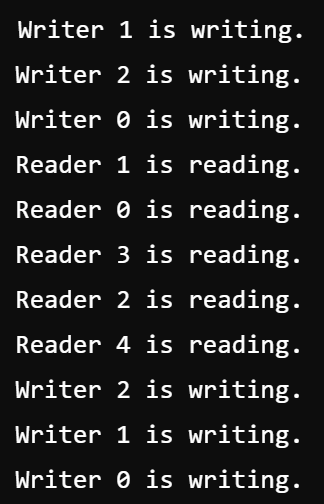 Writer 1 is writing.
Writer 2 is writing.
Writer 0 is writing.
Reader 1 is reading.
Reader 0 is reading.
Reader 3 is reading.
Reader 2 is reading.
Reader 4 is reading.
Writer 2 is writing.
Writer 1 is writing.
Writer 0 is writing.